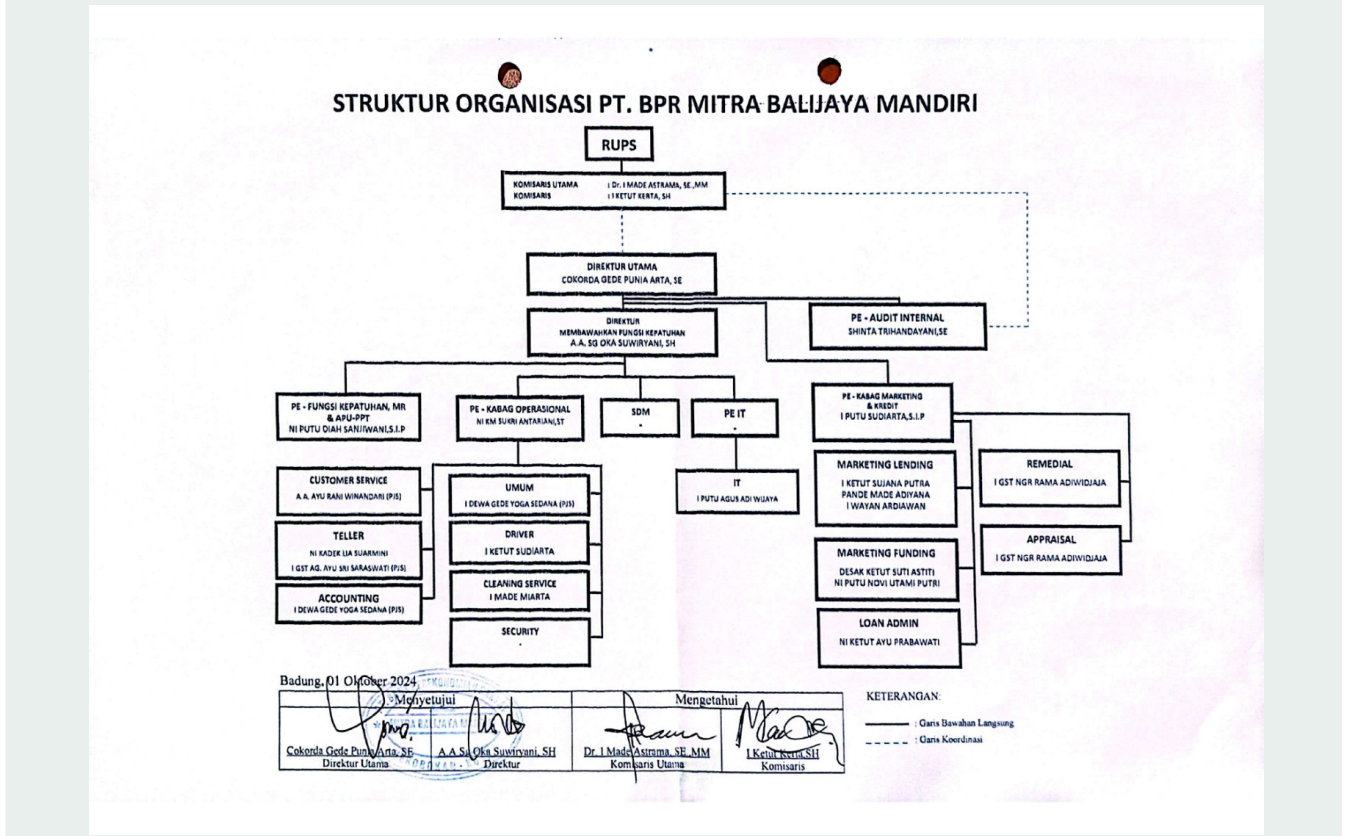 STRUKTUR ORGANISASI PT. BPR MITRA BALIJAYA MANDIRI
RUPS
KOMISARIS UTAMA : Dr. I MADE ASTRAMA, SE.,MM
KOMISARIS : I KETUT KERTA, SH
DIREKTUR UTAMA
COKORDA GEDE PUNIA ARTA, SE
DIREKTUR
MEMBAWAHKAN FUNGSI KEPATUHAN
A.A. SG OKA SUWIRYANI, SH
PE - AUDIT INTERNAL
SHINTA TRIHANDAYANI,SE
PE - FUNGSI KEPATUHAN, MR
& APU-PPT
NI PUTU DIAH SANJIWANI,S.I.P
PE - KABAG OPERASIONAL
NI KM SUKRI ANTARIANI,ST
SDM
-
PE IT
-
PE - KABAG MARKETING
& KREDIT
I PUTU SUDIARTA,S.I.P
CUSTOMER SERVICE
A.A. AYU RANI WINANDARI (PJS)
TELLER
NI KADEK LIA SUARMINI
I GST AG. AYU SRI SARASWATI (PJS)
ACCOUNTING
I DEWA GEDE YOGA SEDANA (PJS)
UMUM
I DEWA GEDE YOGA SEDANA (PJS)
DRIVER
I KETUT SUDIARTA
CLEANING SERVICE
I MADE MIARTA
SECURITY
-
IT
I PUTU AGUS ADI WIJAYA
MARKETING LENDING
I KETUT SUJANA PUTRA
PANDE MADE ADIYANA
I WAYAN ARDIAWAN
MARKETING FUNDING
DESAK KETUT SUTI ASTITI
NI PUTU NOVI UTAMI PUTRI
LOAN ADMIN
NI KETUT AYU PRABAWATI
REMEDIAL
I GST NGR RAMA ADIWIDJAJA
APPRAISAL
I GST NGR RAMA ADIWIDJAJA
Badung, 01 Oktober 2024
Menyetujui
Mengetahui
Cokorda Gede Punia Arta, SE
Direktur Utama
A.A Sg Oka Suwiryani, SH
Direktur
Dr. I Made Astrama, SE.,MM
Komisaris Utama
I Ketut Kerta,SH
Komisaris
KETERANGAN:
: Garis Bawahan Langsung
: Garis Koordinasi